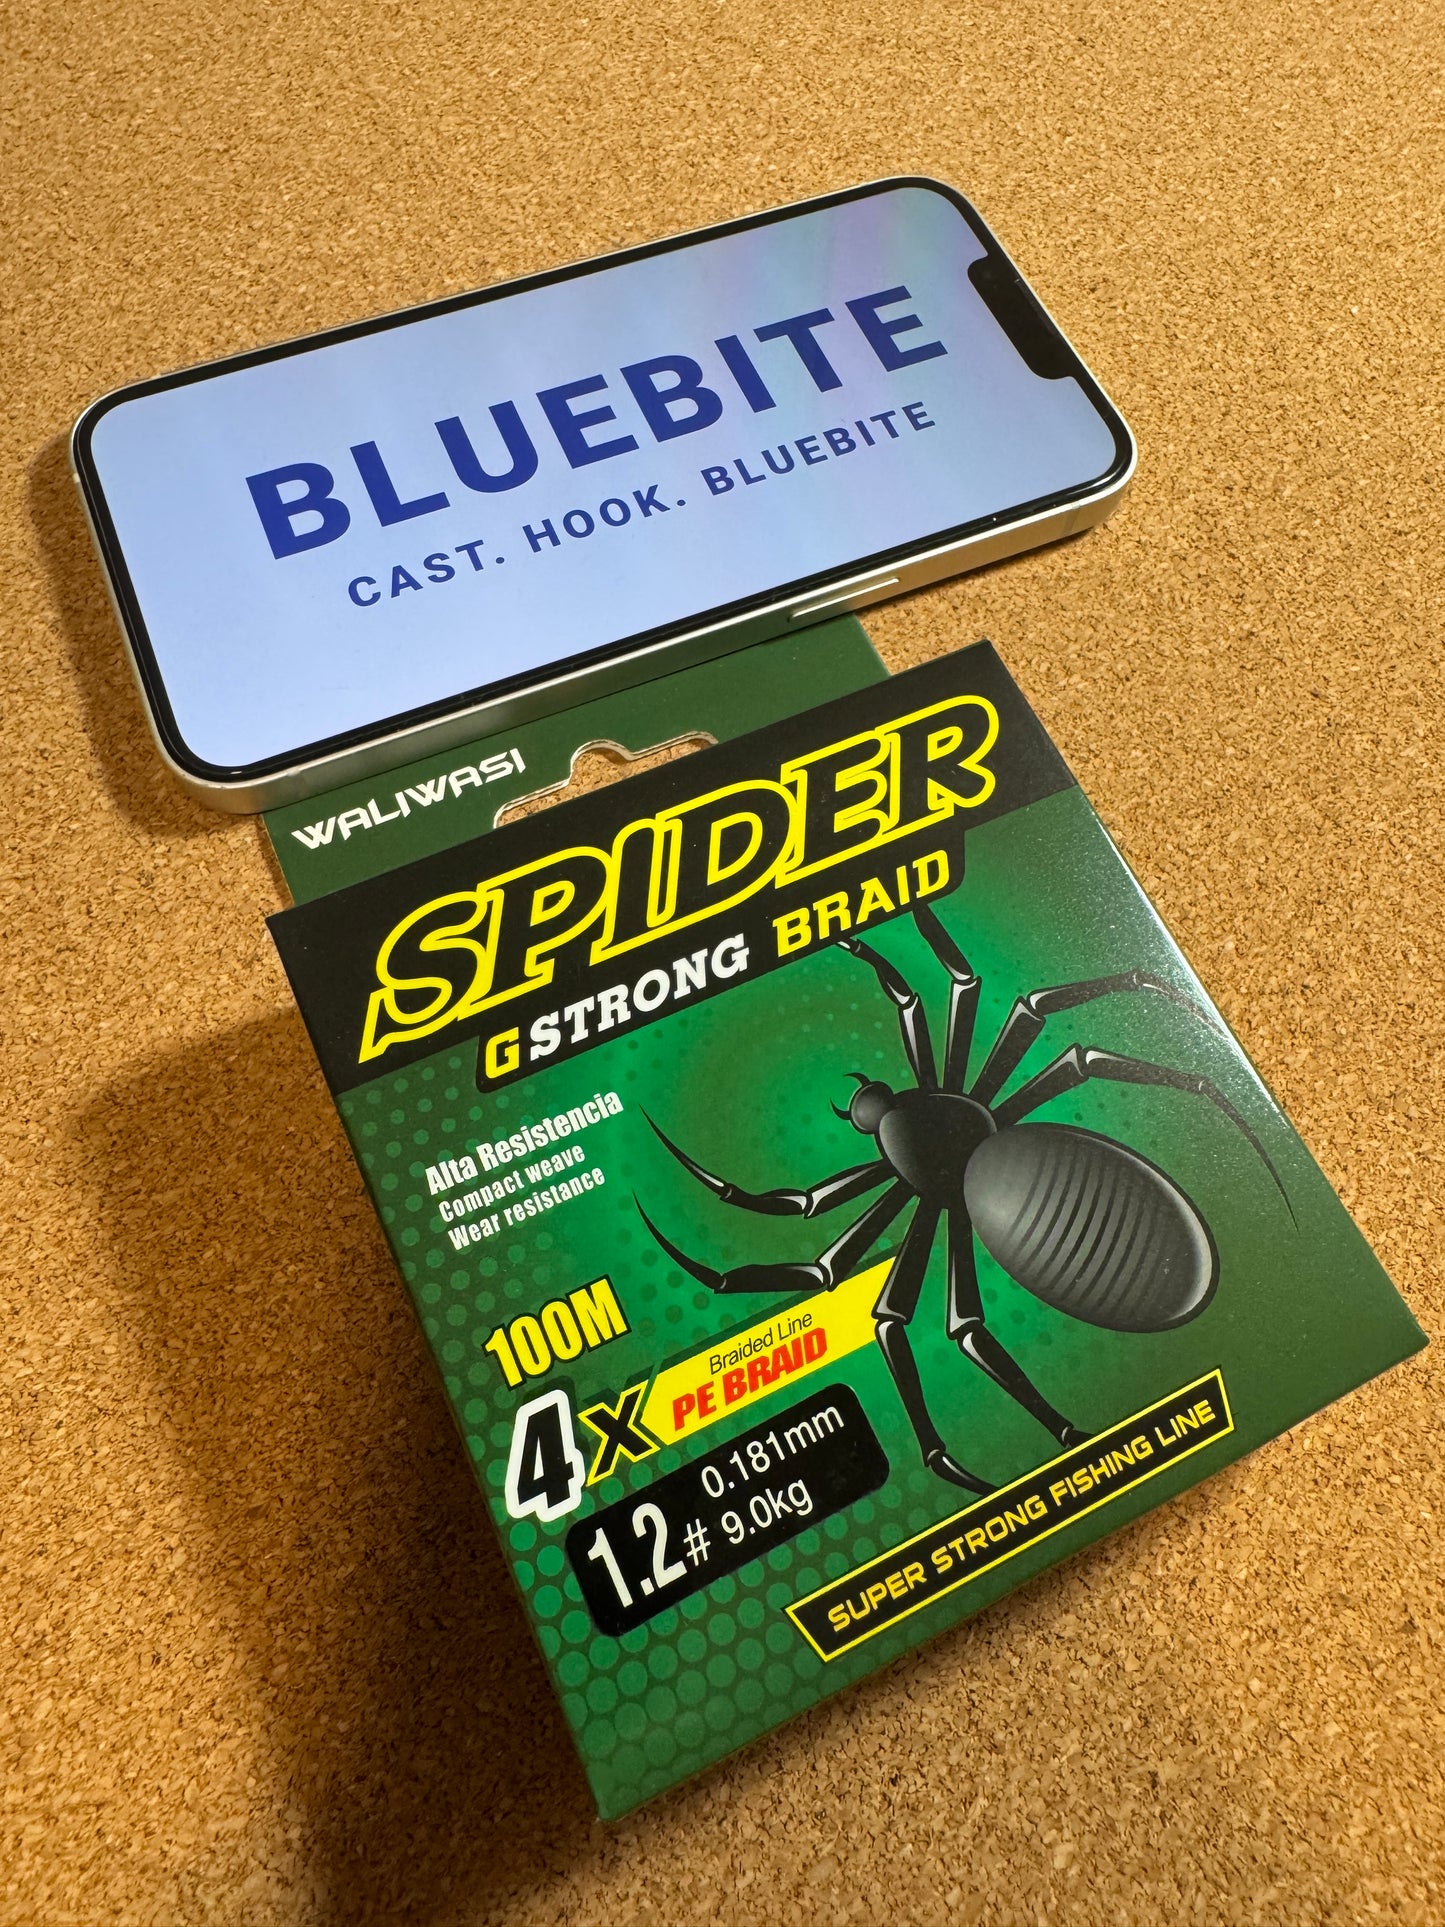 BLUEBITE
CAST. HOOK. BLUEBITE
WALIWASI
SPIDER
GSTRONG BRAID
Alta Resistencia
Compact weave
Wear resistance
100M
4X
Braided Line
PE BRAID
1.2#
0.181mm
9.0kg
SUPER STRONG FISHING LINE